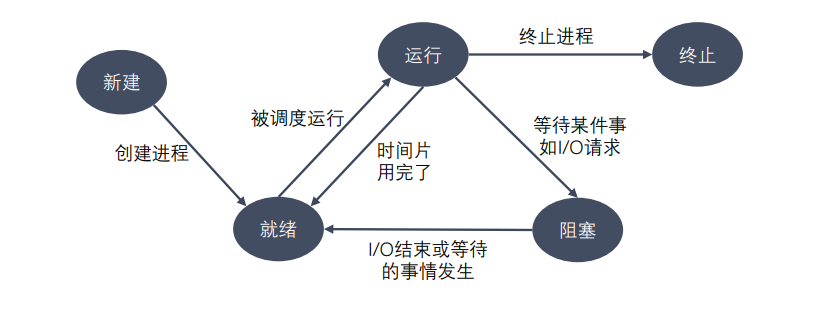 终止进程
运行
终止
新建
被调度运行
等待某件事
如I/O请求
创建进程
时间片
用完了
就绪
阻塞
I/O结束或等待
的事情发生